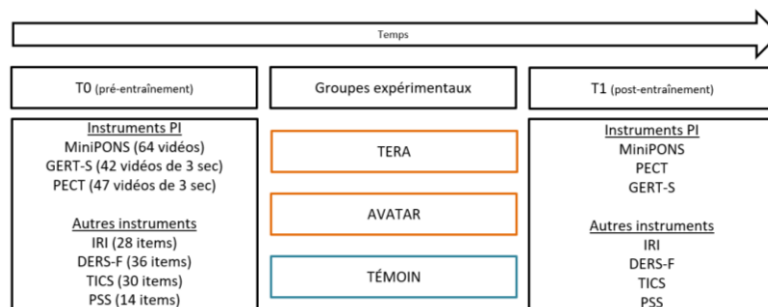 Temps
T0 (pré-entraînement)
Groupes expérimentaux
T1 (post-entraînement)
Instruments PI
MiniPONS (64 vidéos)
GERT-S (42 vidéos de 3 sec)
PECT (47 vidéos de 3 sec)
Autres instruments
IRI (28 items)
DERS-F (36 items)
TICS (30 items)
PSS (14 items)
TERA
AVATAR
TÉMOIN
Instruments PI
MiniPONS
PECT
GERT-S
Autres instruments
IRI
DERS-F
TICS
PSS